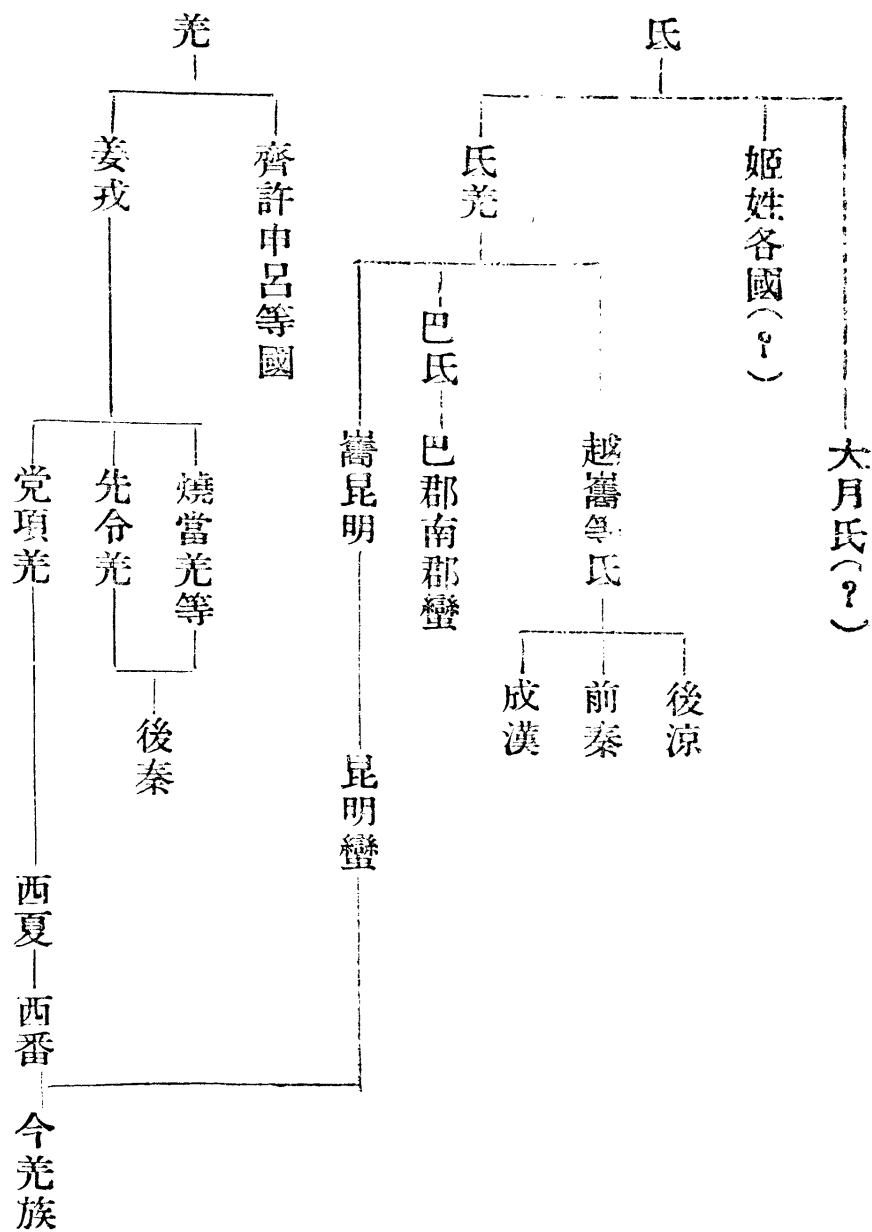 氐
大月氏(?)
姬姓各國(?)
氐羌
越嶲等氐
後涼
前秦
成漢
巴氐
巴郡南郡蠻
嶲昆明
昆明蠻
羌
齊許申呂等國
姜戎
燒當羌等
先令羌
後秦
党項羌
西夏
西番
今羌族